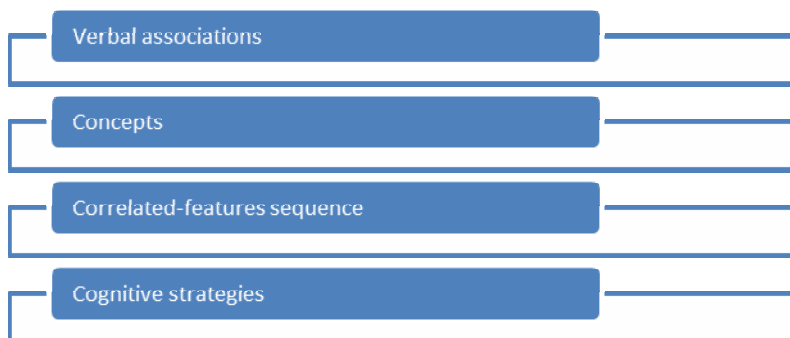 Verbal associations
Concepts
Correlated-features sequence
Cognitive strategies